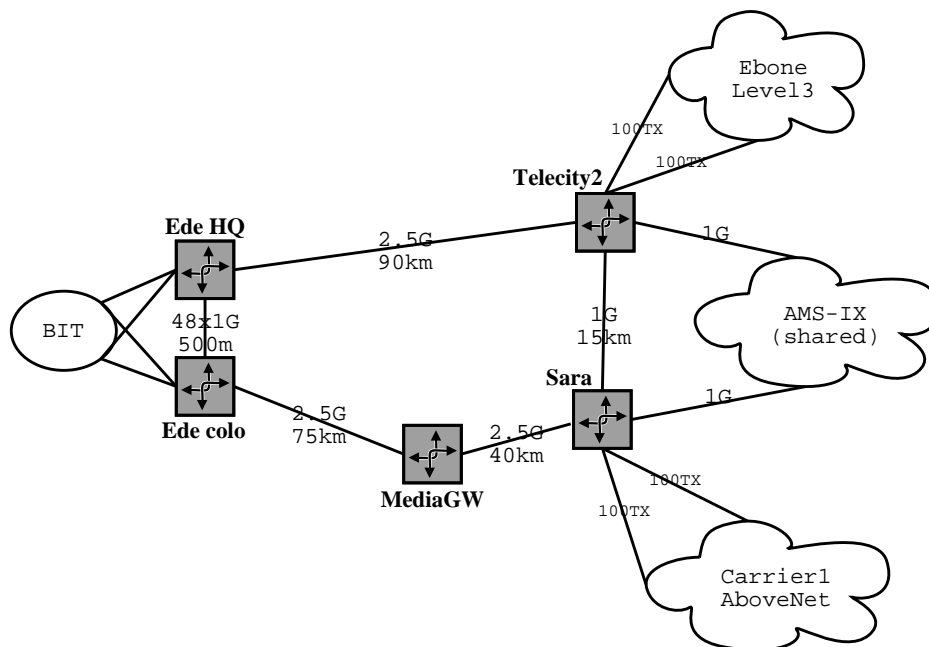 Ebone
Level3
100TX
100TX
Telecity2
Ede HQ
2.5G
90km
1G
BIT
48x1G
500m
1G
15km
AMS-IX
(shared)
Sara
Ede colo
2.5G
75km
2.5G
40km
1G
MediaGW
100TX
100TX
Carrier1
AboveNet